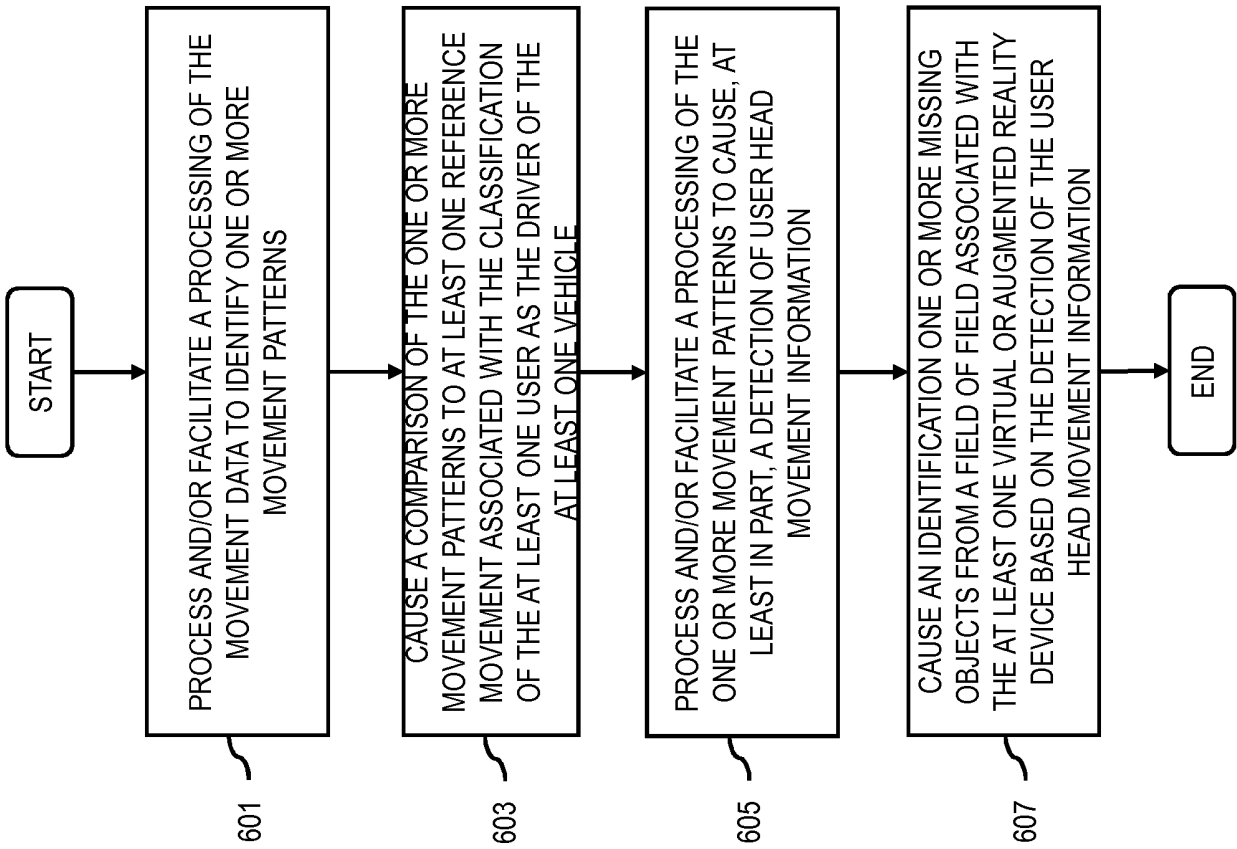 START
PROCESS AND/OR FACILITATE A PROCESSING OF THE
MOVEMENT DATA TO IDENTIFY ONE OR MORE
MOVEMENT PATTERNS
601
CAUSE A COMPARISON OF THE ONE OR MORE
MOVEMENT PATTERNS TO AT LEAST ONE REFERENCE
MOVEMENT ASSOCIATED WITH THE CLASSIFICATION
OF THE AT LEAST ONE USER AS THE DRIVER OF THE
AT LEAST ONE VEHICLE
603
PROCESS AND/OR FACILITATE A PROCESSING OF THE
ONE OR MORE MOVEMENT PATTERNS TO CAUSE, AT
LEAST IN PART, A DETECTION OF USER HEAD
MOVEMENT INFORMATION
605
CAUSE AN IDENTIFICATION ONE OR MORE MISSING
OBJECTS FROM A FIELD OF FIELD ASSOCIATED WITH
THE AT LEAST ONE VIRTUAL OR AUGMENTED REALITY
DEVICE BASED ON THE DETECTION OF THE USER
HEAD MOVEMENT INFORMATION
607
END